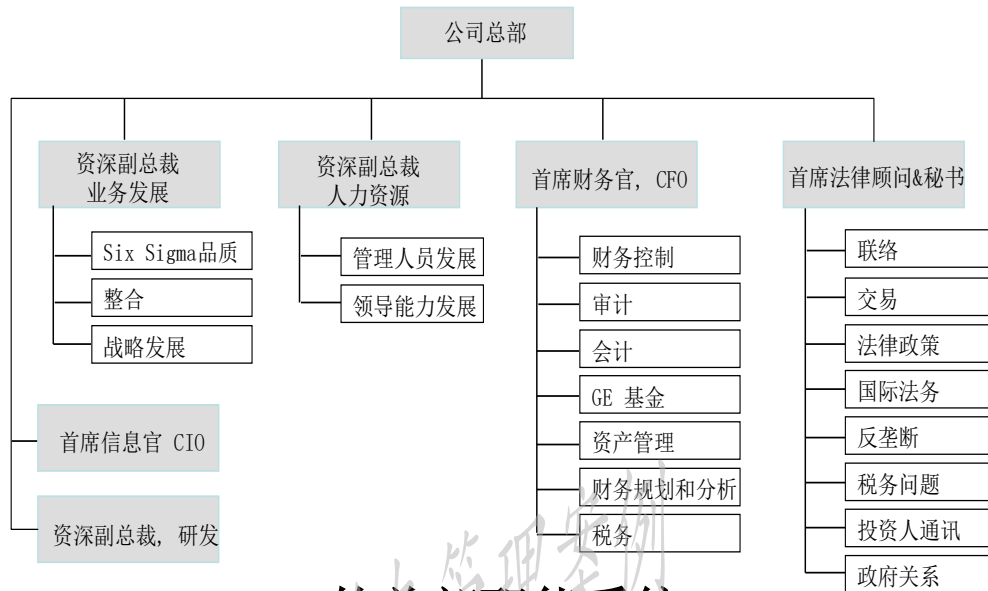 公司总部
资深副总裁
业务发展
Six Sigma品质
整合
战略发展
资深副总裁
人力资源
管理人员发展
领导能力发展
首席财务官, CFO
财务控制
审计
会计
GE 基金
资产管理
财务规划和分析
税务
首席法律顾问&秘书
联络
交易
法律政策
国际法务
反垄断
税务问题
投资人通讯
政府关系
首席信息官 CIO
资深副总裁, 研发
管理案例